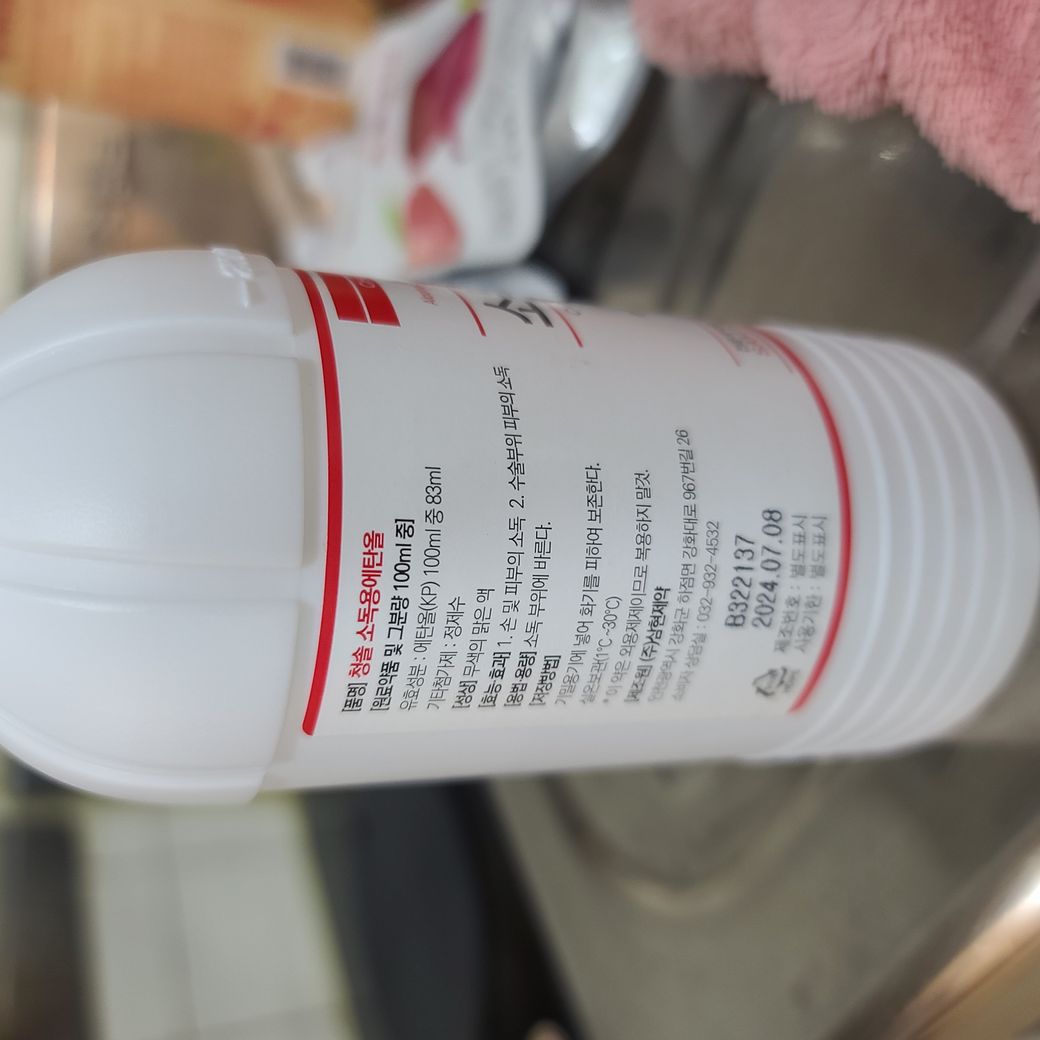 [품명] 청솔 소독용에탄올
[원료약품 및 그분량 100ml 중]
유효성분 : 에탄올(KP) 100ml 중 83ml
기타첨가제 : 정제수
[성상] 무색의 맑은 액
[효능·효과] 1. 손 및 피부의 소독 2. 수술부위 피부의 소독
[용법·용량] 소독 부위에 바른다.
[저장방법]
기밀용기에 넣어 화기를 피하여 보존한다.
실온보관(1℃~30℃)
* 이 약은 외용제제이므로 복용하지 말것.
[제조원] (주)삼현제약
인천광역시 강화군 하점면 강화대로 967번길 26
소비자 상담실 : 032-932-4532
B322137
2024.07.08
제조번호 : 별도표시
사용기한 : 별도표시
소